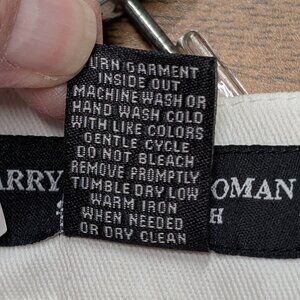 URN GARMENT
INSIDE OUT
MACHINE WASH OR
HAND WASH COLD
WITH LIKE COLORS
GENTLE CYCLE
DO NOT BLEACH
REMOVE PROMPTLY
TUMBLE DRY LOW
WARM IRON
WHEN NEEDED
OR DRY CLEAN
ARRY OMAN
H